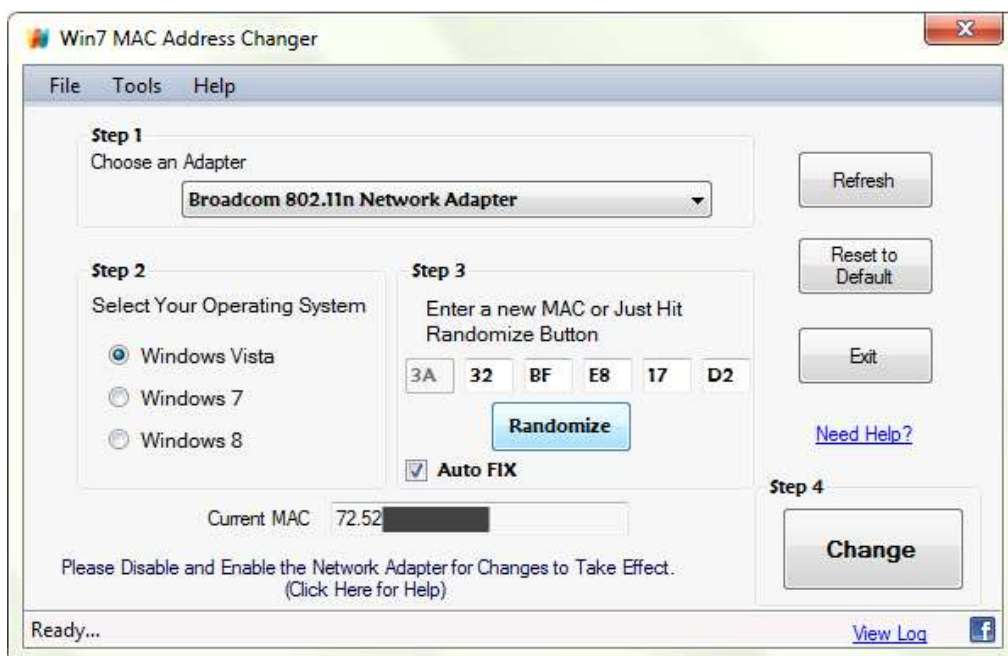 Win7 MAC Address Changer
File Tools Help
Step 1
Choose an Adapter
Broadcom 802.11n Network Adapter
Refresh
Reset to
Default
Exit
Need Help?
Step 2
Select Your Operating System
Windows Vista
Windows 7
Windows 8
Step 3
Enter a new MAC or Just Hit
Randomize Button
3A 32 BF E8 17 D2
Randomize
Auto FIX
Current MAC 72.52
Step 4
Change
Please Disable and Enable the Network Adapter for Changes to Take Effect.
(Click Here for Help)
Ready...
View Log